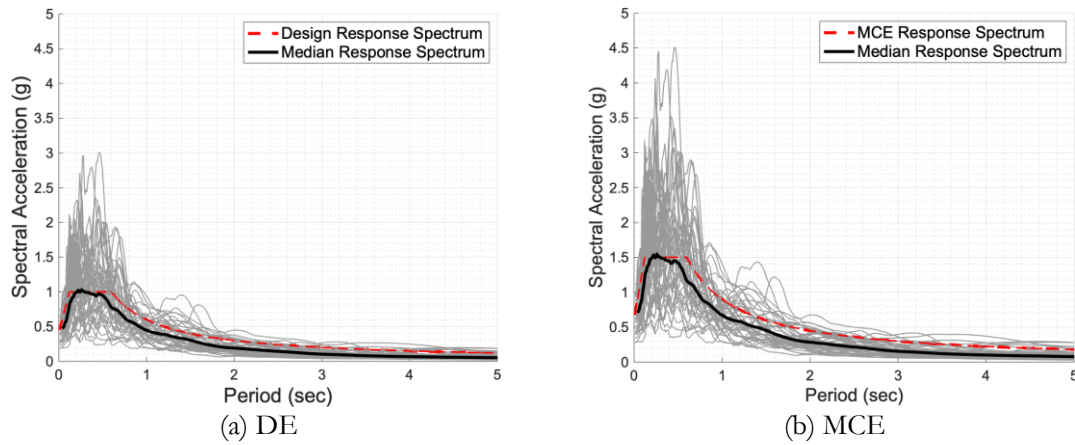 Design Response Spectrum
Median Response Spectrum
5
4.5
4
3.5
3
2.5
2
1.5
1
0.5
0
Spectral Acceleration (g)
0 1 2 3 4 5
Period (sec)
(a) DE
MCE Response Spectrum
Median Response Spectrum
5
4.5
4
3.5
3
2.5
2
1.5
1
0.5
0
Spectral Acceleration (g)
0 1 2 3 4 5
Period (sec)
(b) MCE